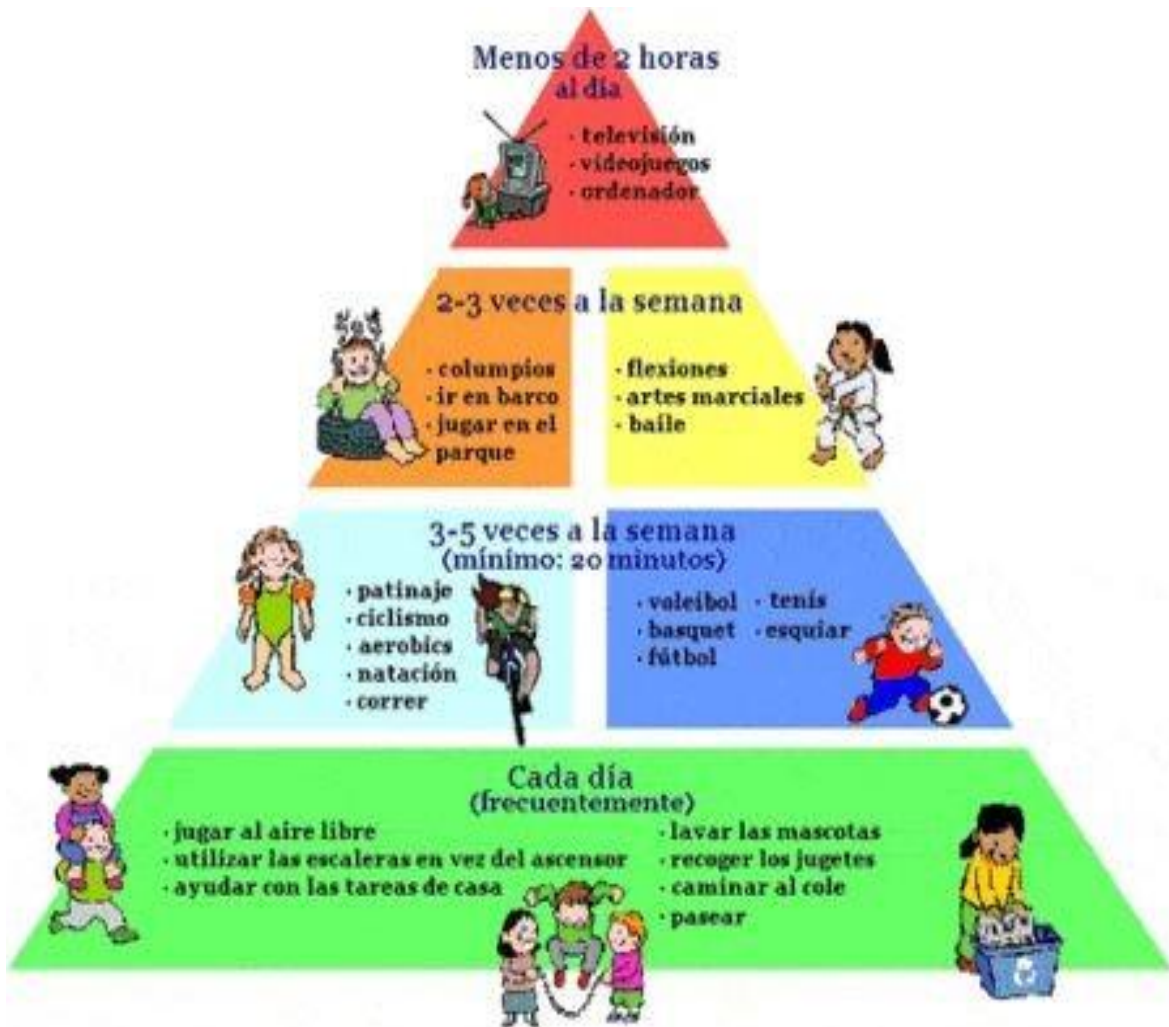 Menos de 2 horas
al día
· televisión
· videojuegos
· ordenador
2-3 veces a la semana
· columpios
· ir en barco
· jugar en el
parque
· flexiones
· artes marciales
· baile
3-5 veces a la semana
(mínimo: 20 minutos)
· patinaje
· ciclismo
· aerobics
· natación
· correr
· voleibol
· basquet
· fútbol
· tenis
· esquiar
Cada día
(frecuentemente)
· jugar al aire libre
· utilizar las escaleras en vez del ascensor
· ayudar con las tareas de casa
· lavar las mascotas
· recoger los jugetes
· caminar al cole
· pasear